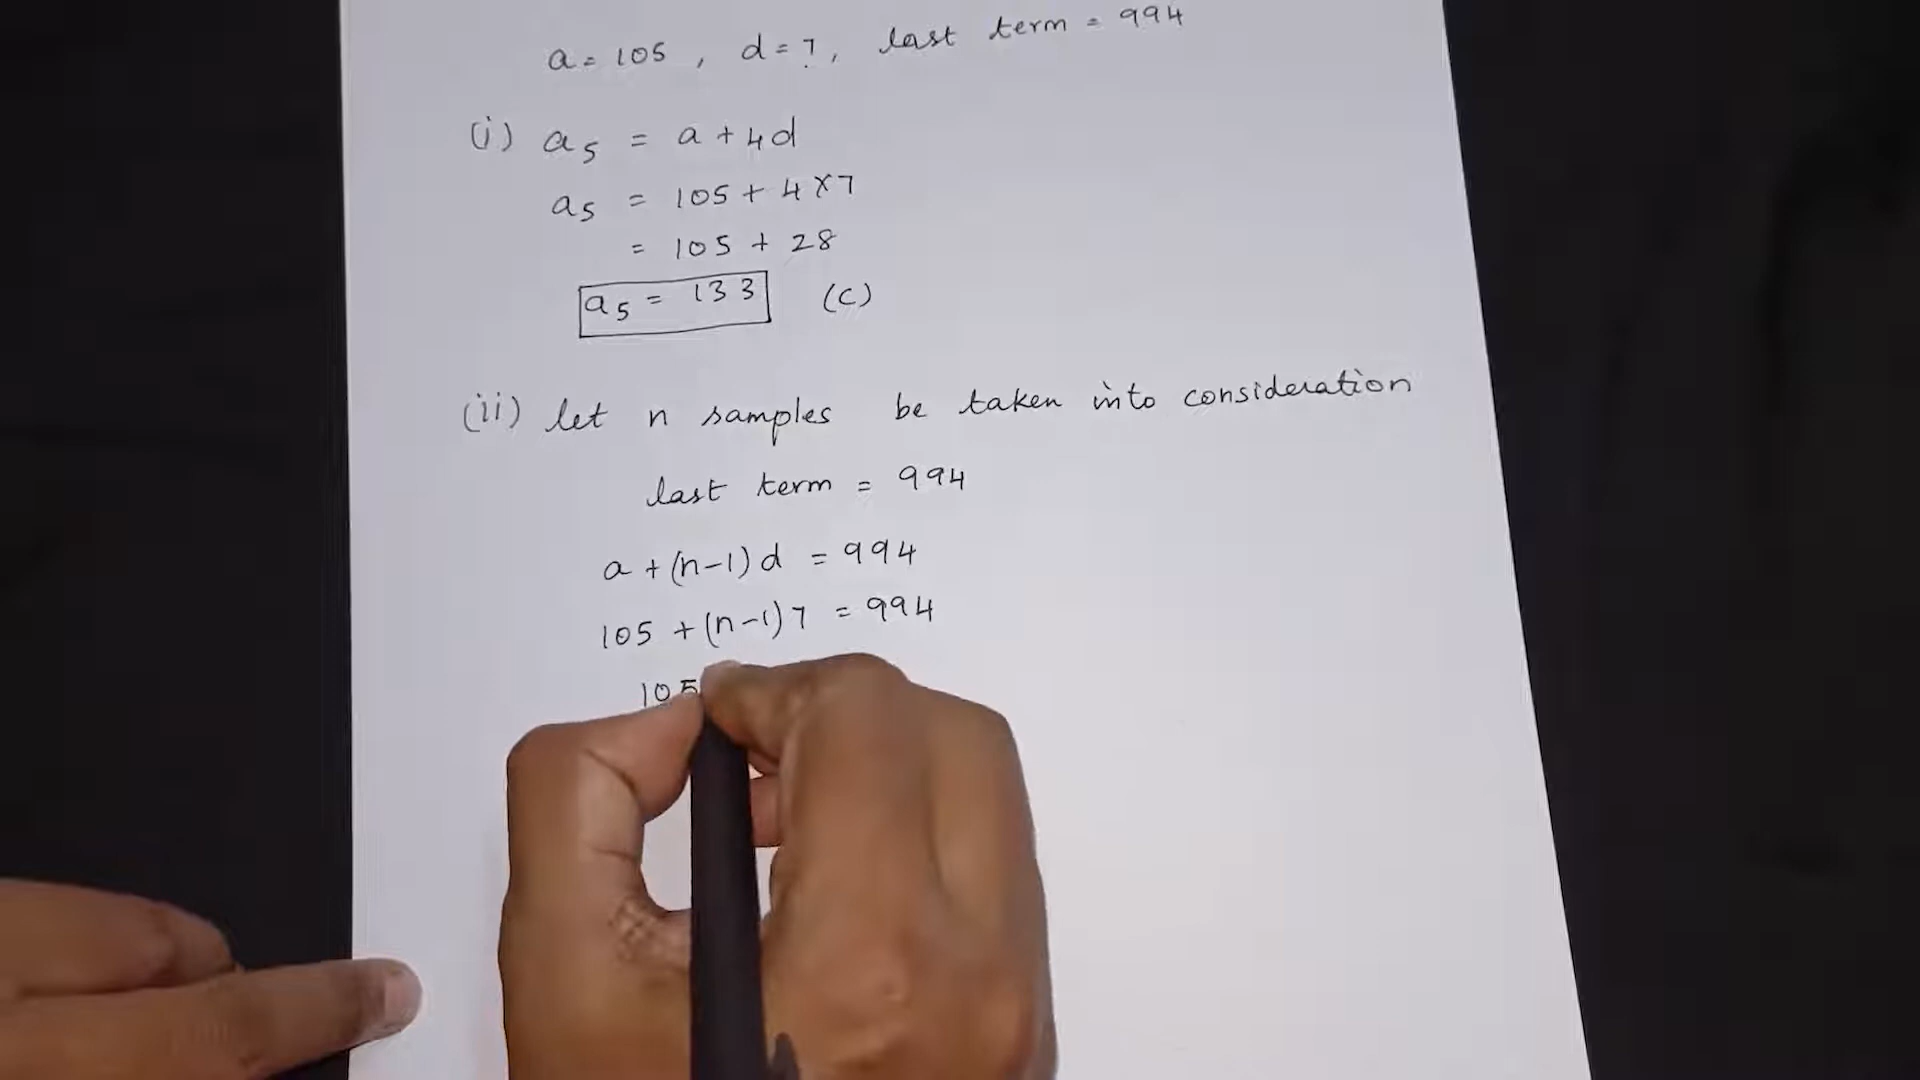 a = 105 , d = 7 , last term = 994
(i) a₅ = a + 4d
a₅ = 105 + 4 × 7
= 105 + 28
a₅ = 133 (C)
(ii) let n samples be taken into consideration
last term = 994
a + (n-1) d = 994
105 + (n-1) 7 = 994
105